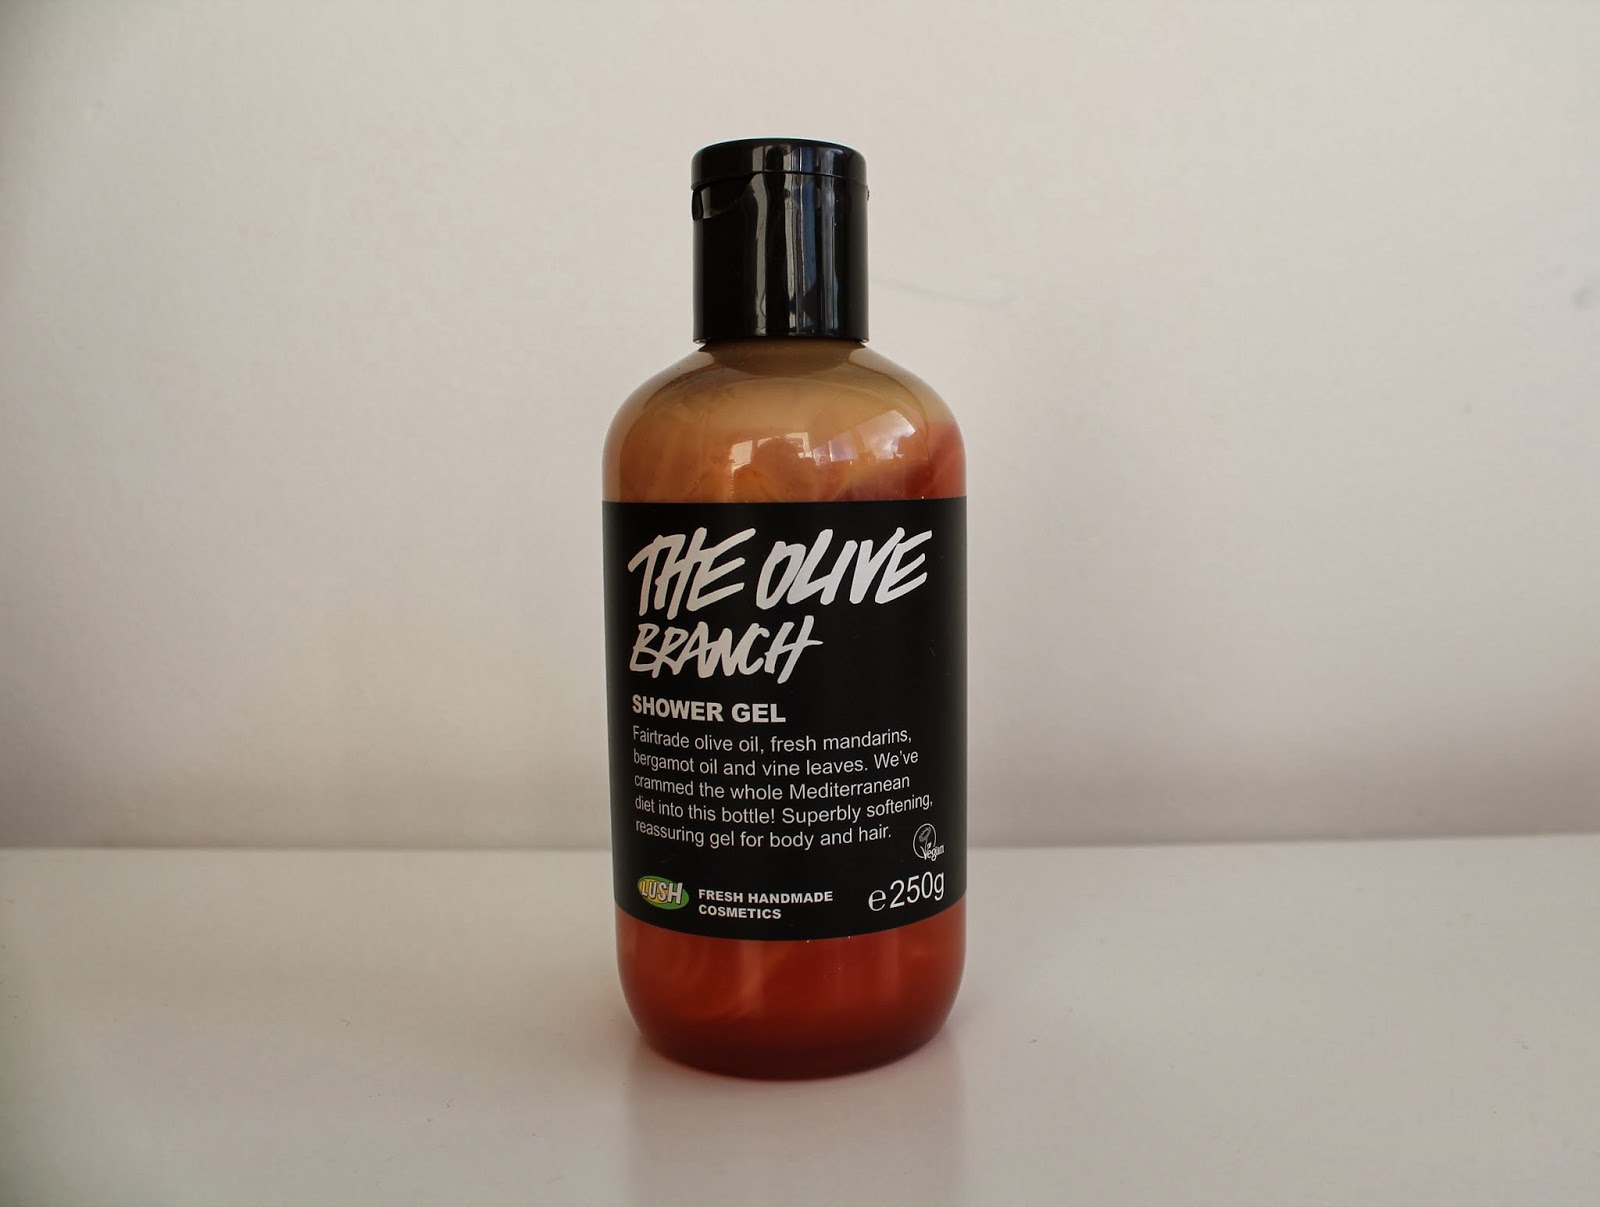 THE OLIVE
BRANCH
SHOWER GEL
Fairtrade olive oil, fresh mandarins,
bergamot oil and vine leaves. We've
crammed the whole Mediterranean
diet into this bottle! Superbly softening,
reassuring gel for body and hair.
Vegan
LUSH
FRESH HANDMADE
COSMETICS
℮250g